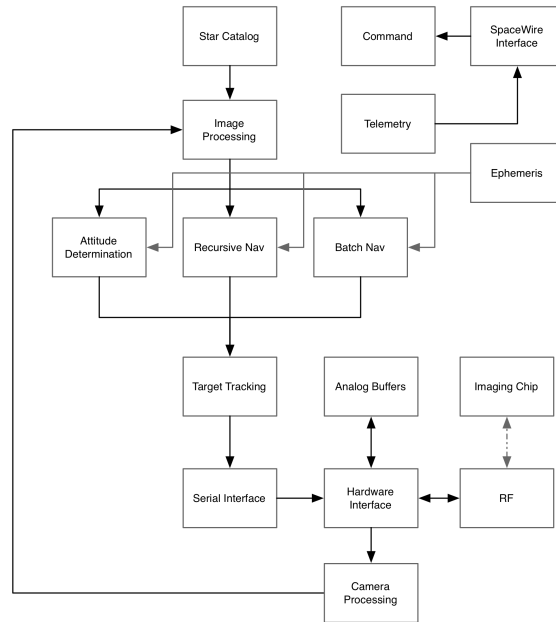 Star Catalog
Command
SpaceWire
Interface
Image
Processing
Telemetry
Ephemeris
Attitude
Determination
Recursive Nav
Batch Nav
Target Tracking
Analog Buffers
Imaging Chip
Serial Interface
Hardware
Interface
RF
Camera
Processing